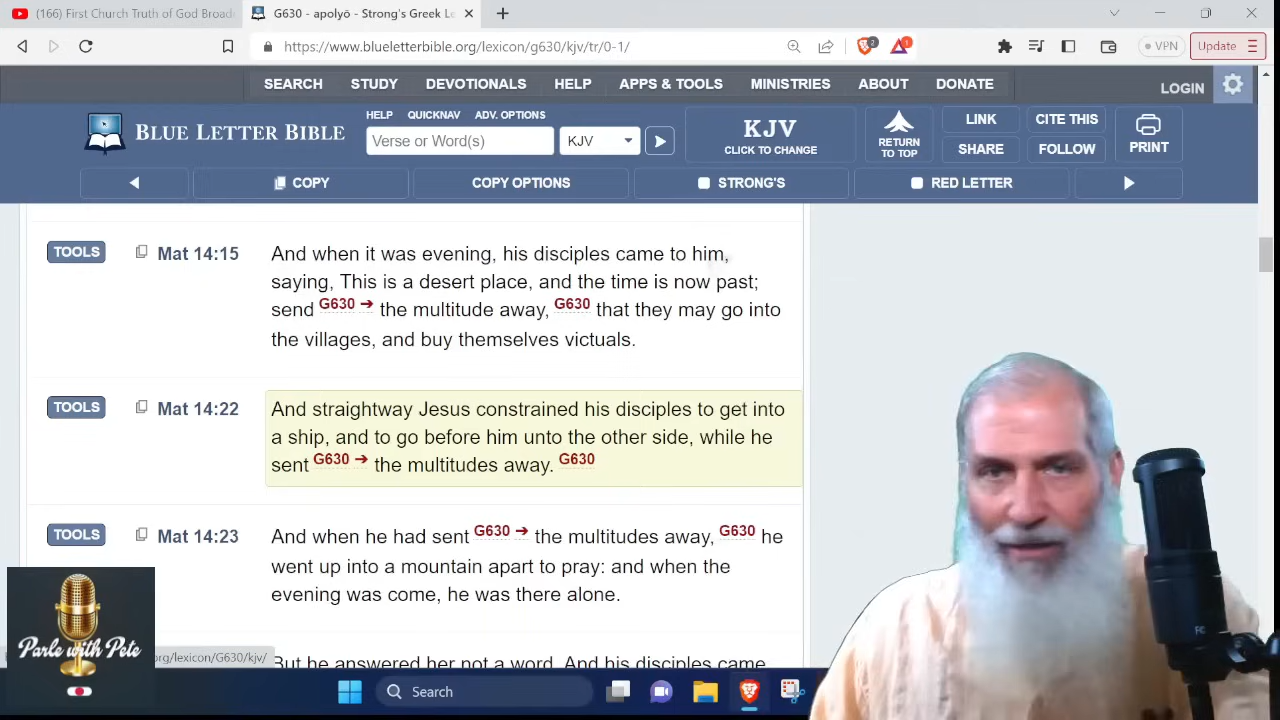 (166) First Church Truth of God Broad
G630 - apolyō - Strong's Greek Le
https://www.blueletterbible.org/lexicon/g630/kjv/tr/0-1/
2
1
VPN
Update
SEARCH STUDY DEVOTIONALS HELP APPS & TOOLS MINISTRIES ABOUT DONATE
LOGIN
BLUE LETTER BIBLE
HELP QUICKNAV ADV. OPTIONS
Verse or Word(s)
KJV
KJV
CLICK TO CHANGE
RETURN
TO TOP
LINK
SHARE
CITE THIS
FOLLOW
PRINT
COPY COPY OPTIONS STRONG'S RED LETTER
TOOLS Mat 14:15 And when it was evening, his disciples came to him,
saying, This is a desert place, and the time is now past;
send G630 → the multitude away, G630 that they may go into
the villages, and buy themselves victuals.
TOOLS Mat 14:22 And straightway Jesus constrained his disciples to get into
a ship, and to go before him unto the other side, while he
sent G630 → the multitudes away. G630
TOOLS Mat 14:23 And when he had sent G630 → the multitudes away, G630 he
went up into a mountain apart to pray: and when the
evening was come, he was there alone.
But he answered her not a word. And his disciples came
Parle with Pete
org/lexicon/G630/kjv/
Search